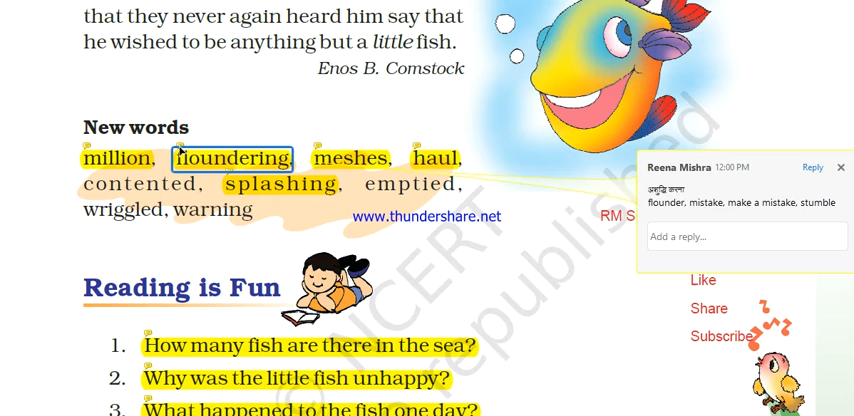 that they never again heard him say that
he wished to be anything but a little fish.
Enos B. Comstock
New words
million, floundering, meshes, haul,
contented, splashing, emptied,
wriggled, warning
www.thundershare.net
RM S
Reena Mishra 12:00 PM Reply
अशुद्धि करना
flounder, mistake, make a mistake, stumble
Add a reply...
Like
Share
Subscribe
Reading is Fun
1. How many fish are there in the sea?
2. Why was the little fish unhappy?
3. What happened to the fish one day?
© NCERT
republished